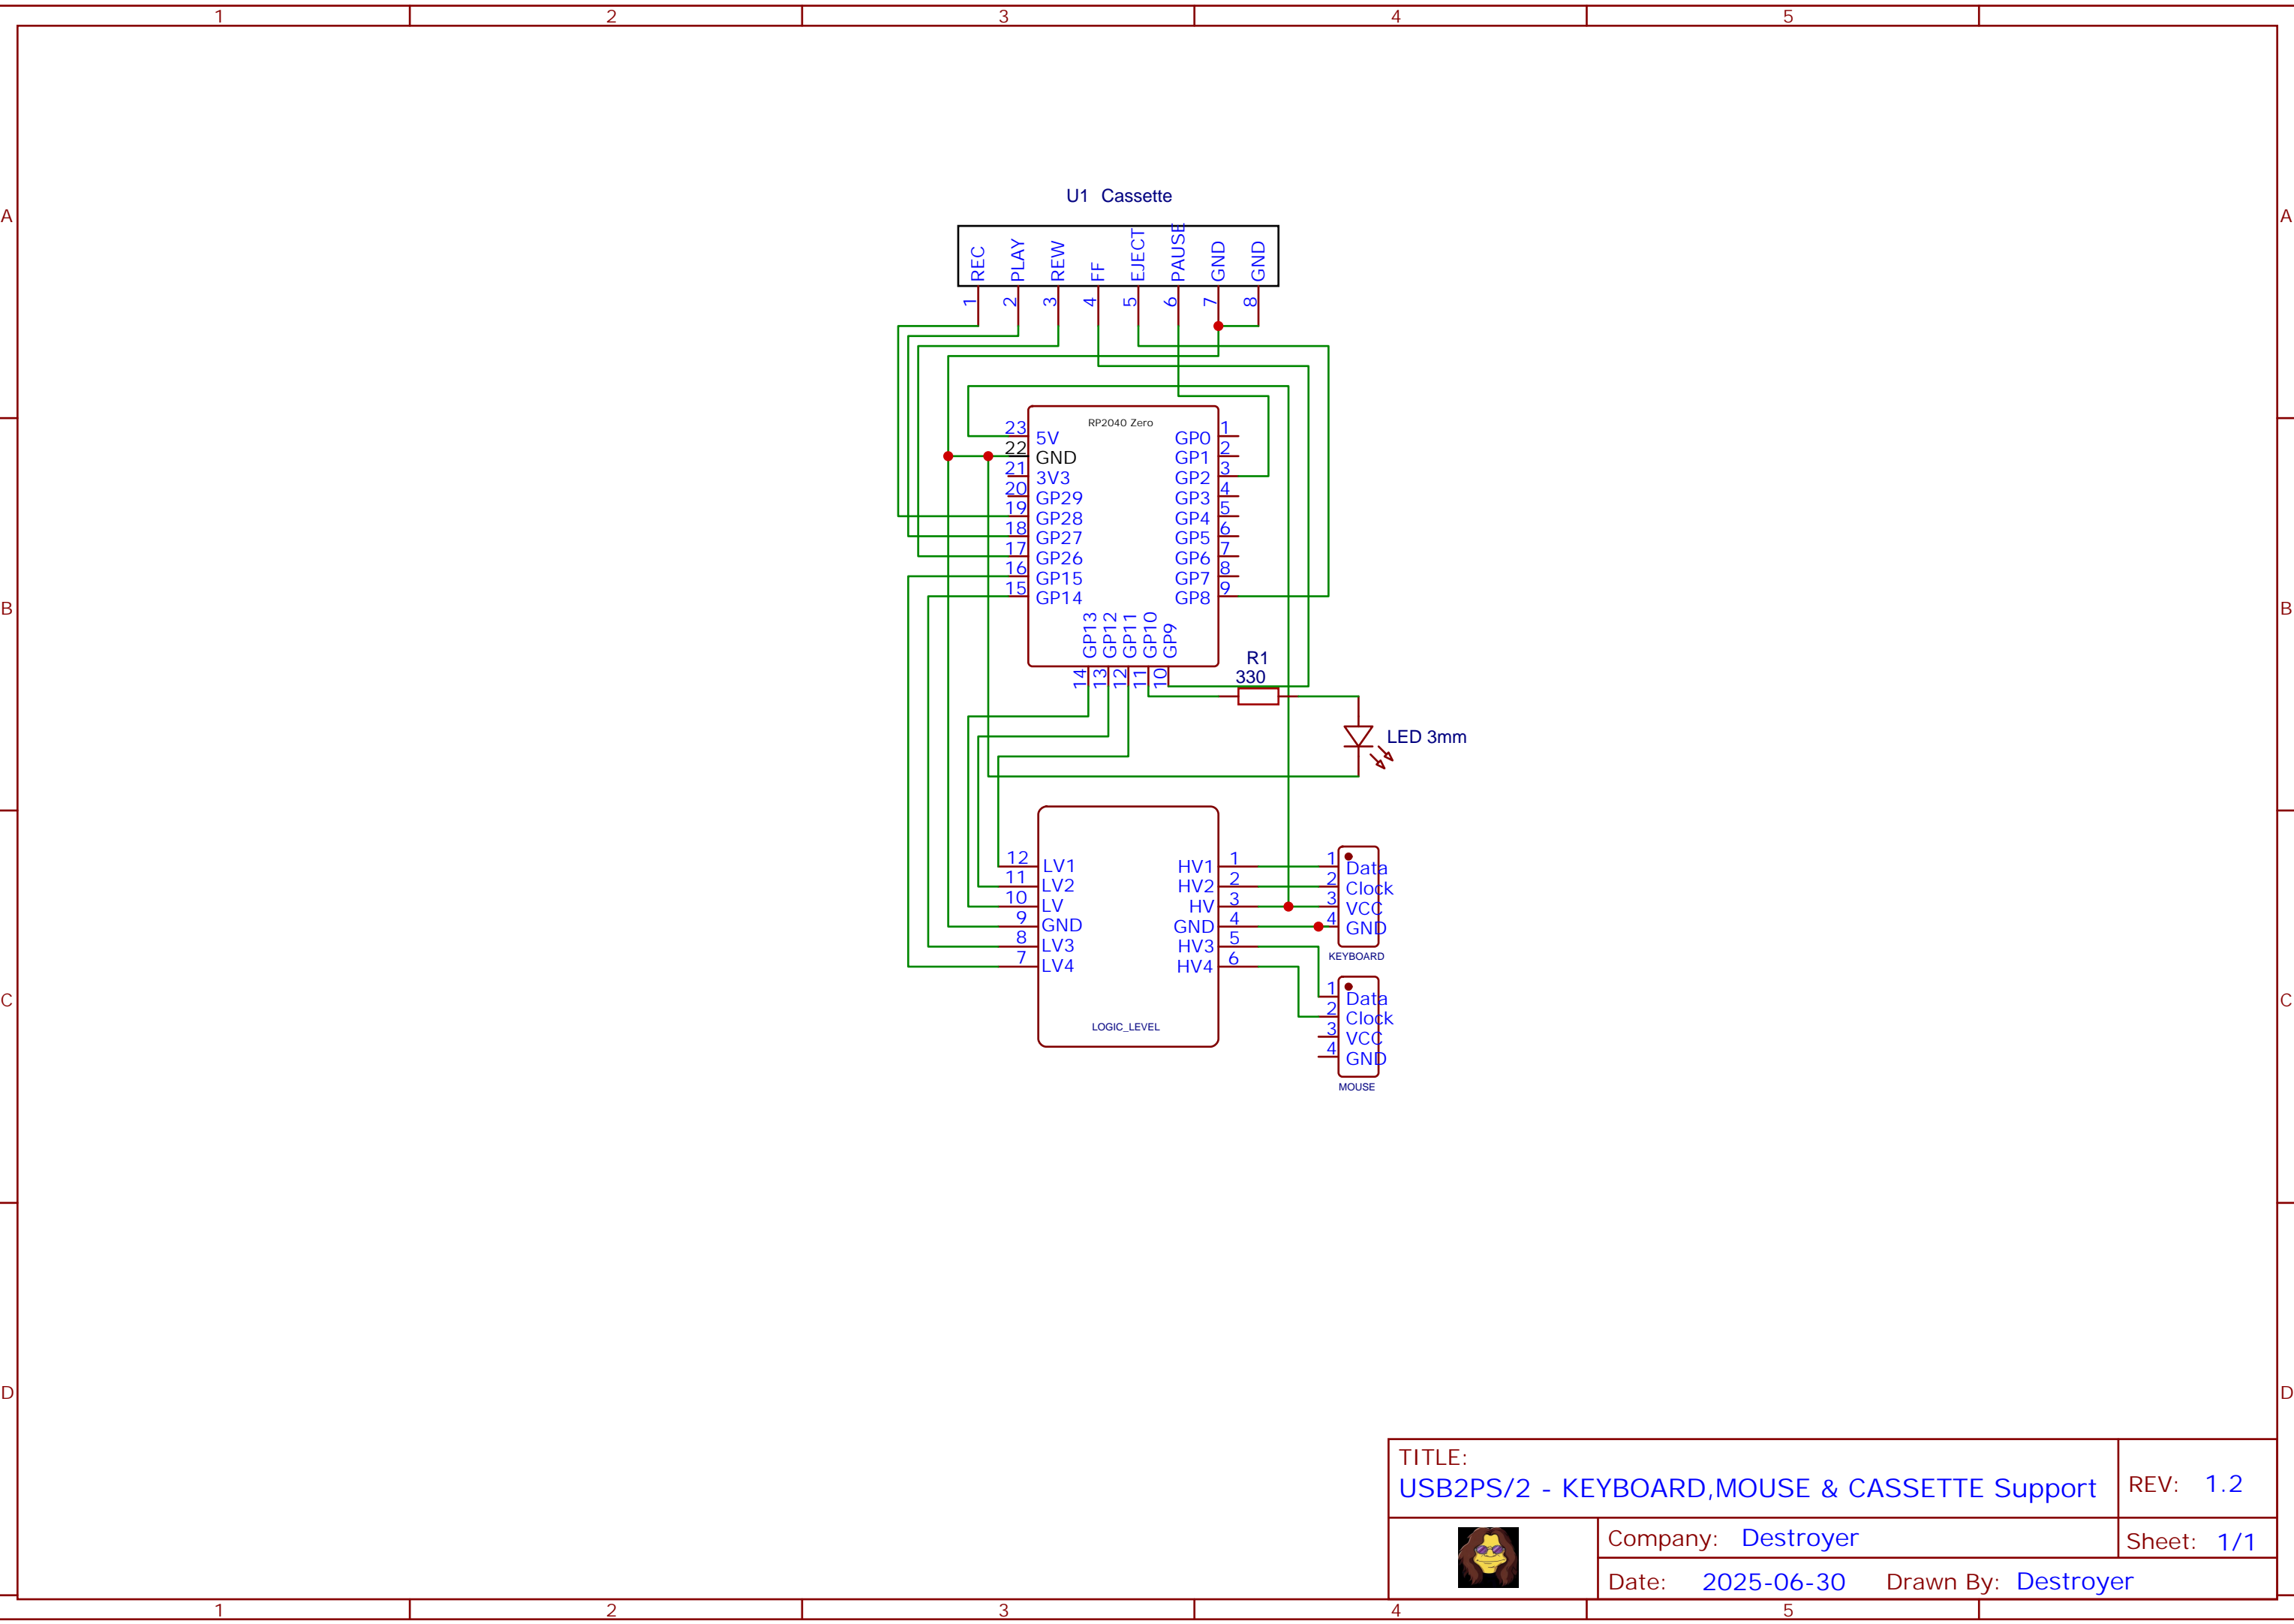 1 2 3 4 5
A A
U1 Cassette
REC PLAY REW FF EJECT PAUSE GND GND
1 2 3 4 5 6 7 8
RP2040 Zero
23 5V GP0 1
22 GND GP1 2
21 3V3 GP2 3
20 GP29 GP3 4
19 GP28 GP4 5
18 GP27 GP5 6
17 GP26 GP6 7
16 GP15 GP7 8
15 GP14 GP8 9
B B
GP13 GP12 GP11 GP10 GP9
14 13 12 11 10
R1
330
LED 3mm
12 LV1 HV1 1
11 LV2 HV2 2
10 LV HV 3
9 GND GND 4
8 LV3 HV3 5
7 LV4 HV4 6
LOGIC_LEVEL
1 Data
2 Clock
3 VCC
4 GND
KEYBOARD
1 Data
2 Clock
3 VCC
4 GND
MOUSE
C C
D D
TITLE:
USB2PS/2 - KEYBOARD,MOUSE & CASSETTE Support
REV: 1.2
Company: Destroyer
Sheet: 1/1
Date: 2025-06-30 Drawn By: Destroyer
1 2 3 4 5